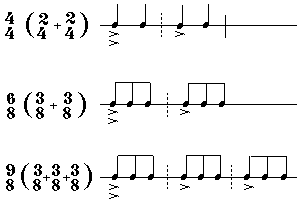 4/4 (2/4 + 2/4)
6/8 (3/8 + 3/8)
9/8 (3/8+3/8+3/8)